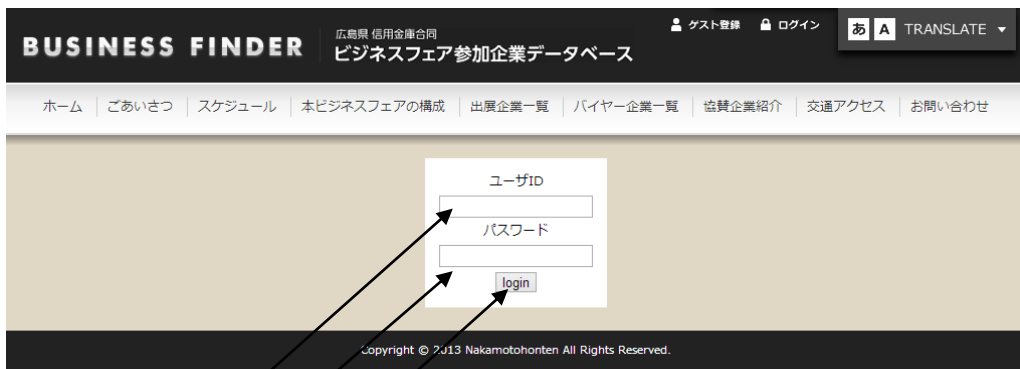 ゲスト登録 ログイン あ A TRANSLATE
BUSINESS FINDER
広島県 信用金庫合同
ビジネスフェア参加企業データベース
ホーム ごあいさつ スケジュール 本ビジネスフェアの構成 出展企業一覧 バイヤー企業一覧 協賛企業紹介 交通アクセス お問い合わせ
ユーザID
パスワード
login
Copyright © 2013 Nakamotohonten All Rights Reserved.